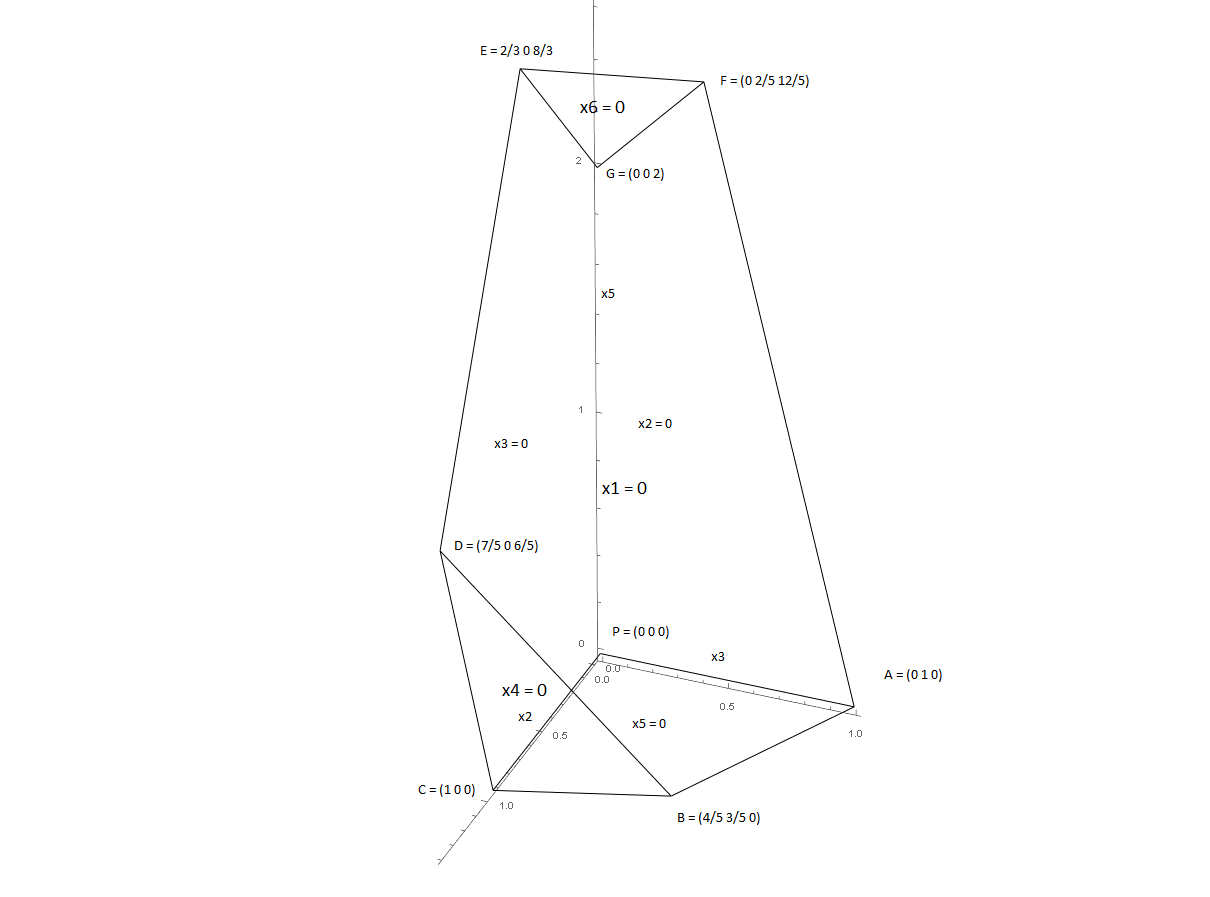 E = 2/3 0 8/3
F = (0 2/5 12/5)
x6 = 0
2
G = (0 0 2)
x5
1
x2 = 0
x3 = 0
x1 = 0
D = (7/5 0 6/5)
P = (0 0 0)
0
x3
0.0
0.0
A = (0 1 0)
x4 = 0
0.5
x2
x5 = 0
0.5
1.0
C = (1 0 0)
1.0
B = (4/5 3/5 0)